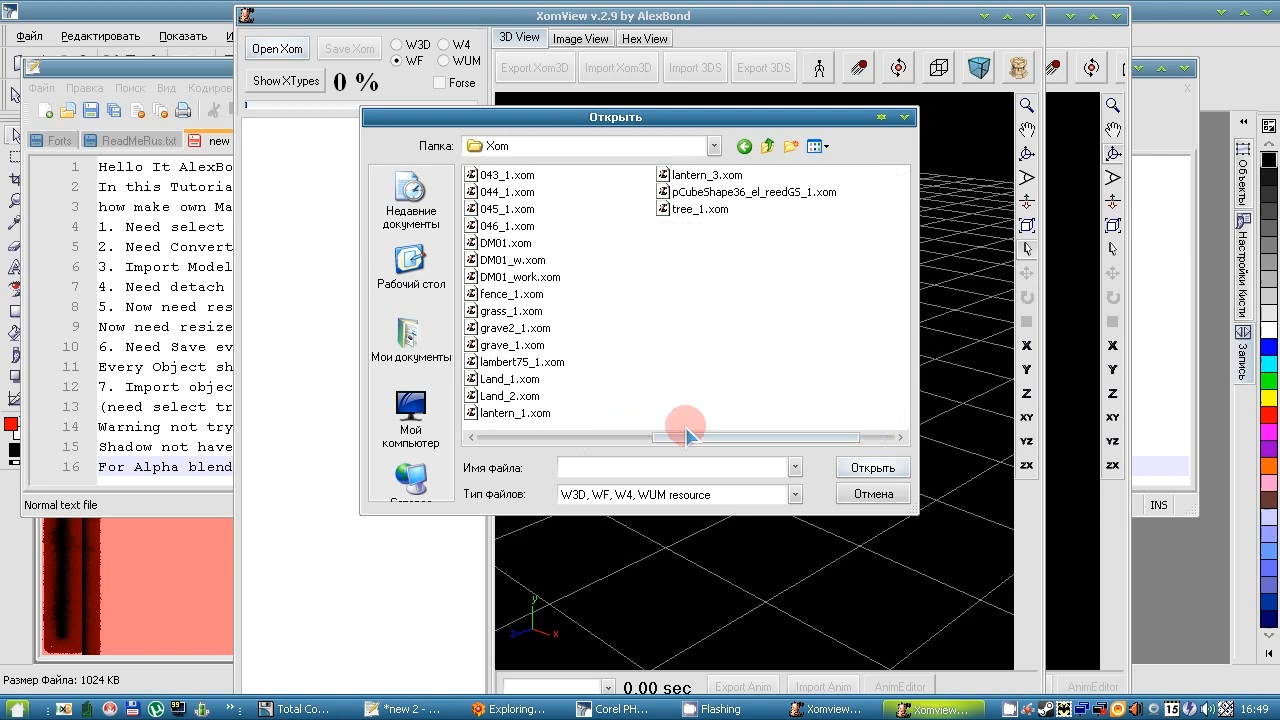 XomView v.2.9 by AlexBond
Файл
Редактировать
Показать
Open Xom
Save Xom
W3D
W4
WF
WUM
Show XTypes
0 %
Forse
3D View
Image View
Hex View
Export Xom3D
Import Xom3D
Import 3DS
Export 3DS
Файл
Правка
Поиск
Вид
Кодиров
Forts
ReadMeRus.txt
new
1 Hello It AlexBo
2 In this Tutoria
3 how make own Ma
4 1. Need select
5 2. Need Convert
6 3. Import Model
7 4. Need detach
8 5. Now need res
9 Now need resize
10 6. Need Save ev
11 Every Object sh
12 7. Import objec
13 (need select tr
14 Warning not try
15 Shadow not have
16 For Alpha blend
Normal text file
INS
Открыть
Папка:
Xom
Недавние документы
Рабочий стол
Мои документы
Мой компьютер
043_1.xom
044_1.xom
045_1.xom
046_1.xom
DM01.xom
DM01_w.xom
DM01_work.xom
fence_1.xom
grass_1.xom
grave2_1.xom
grave_1.xom
lambert75_1.xom
Land_1.xom
Land_2.xom
lantern_1.xom
lantern_3.xom
pCubeShape36_el_reedGS_1.xom
tree_1.xom
Имя файла:
Открыть
Тип файлов:
W3D, WF, W4, WUM resource
Отмена
X
X
Y
Y
Z
Z
XY
XY
YZ
YZ
ZX
ZX
Объекты
Настройки Кисти
Запись
y
z
x
0.00 sec
Export Anim
Import Anim
AnimEditor
AnimEditor
Размер Файла: 1024 KB
Total Co...
*new 2 - ...
Exploring...
Corel PH...
Flashing
Xomview...
Xomview...
15
16:49